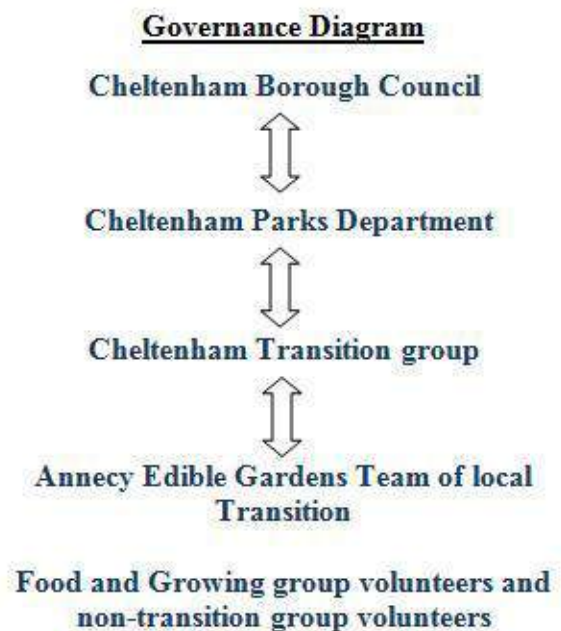 Governance Diagram
Cheltenham Borough Council
Cheltenham Parks Department
Cheltenham Transition group
Annecy Edible Gardens Team of local
Transition
Food and Growing group volunteers and
non-transition group volunteers